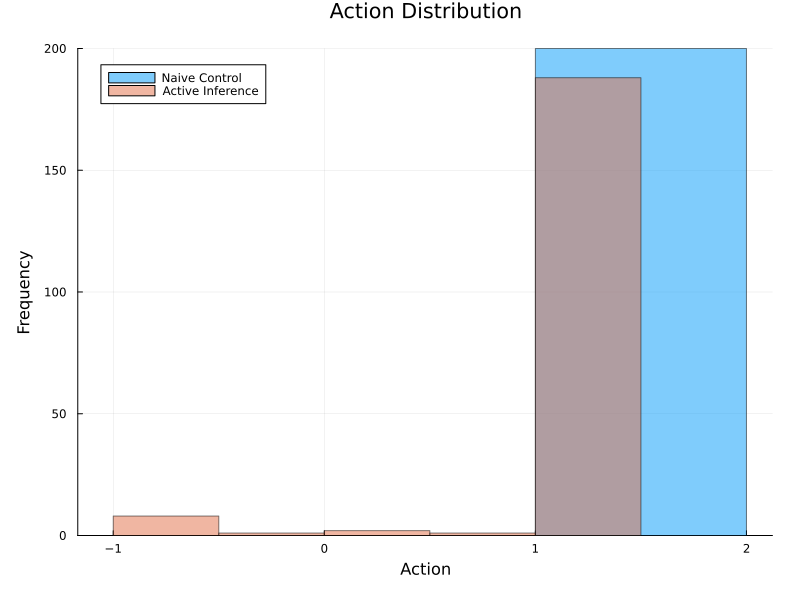 Action Distribution
Naive Control
Active Inference
200
150
100
50
0
Frequency
−1
0
1
2
Action